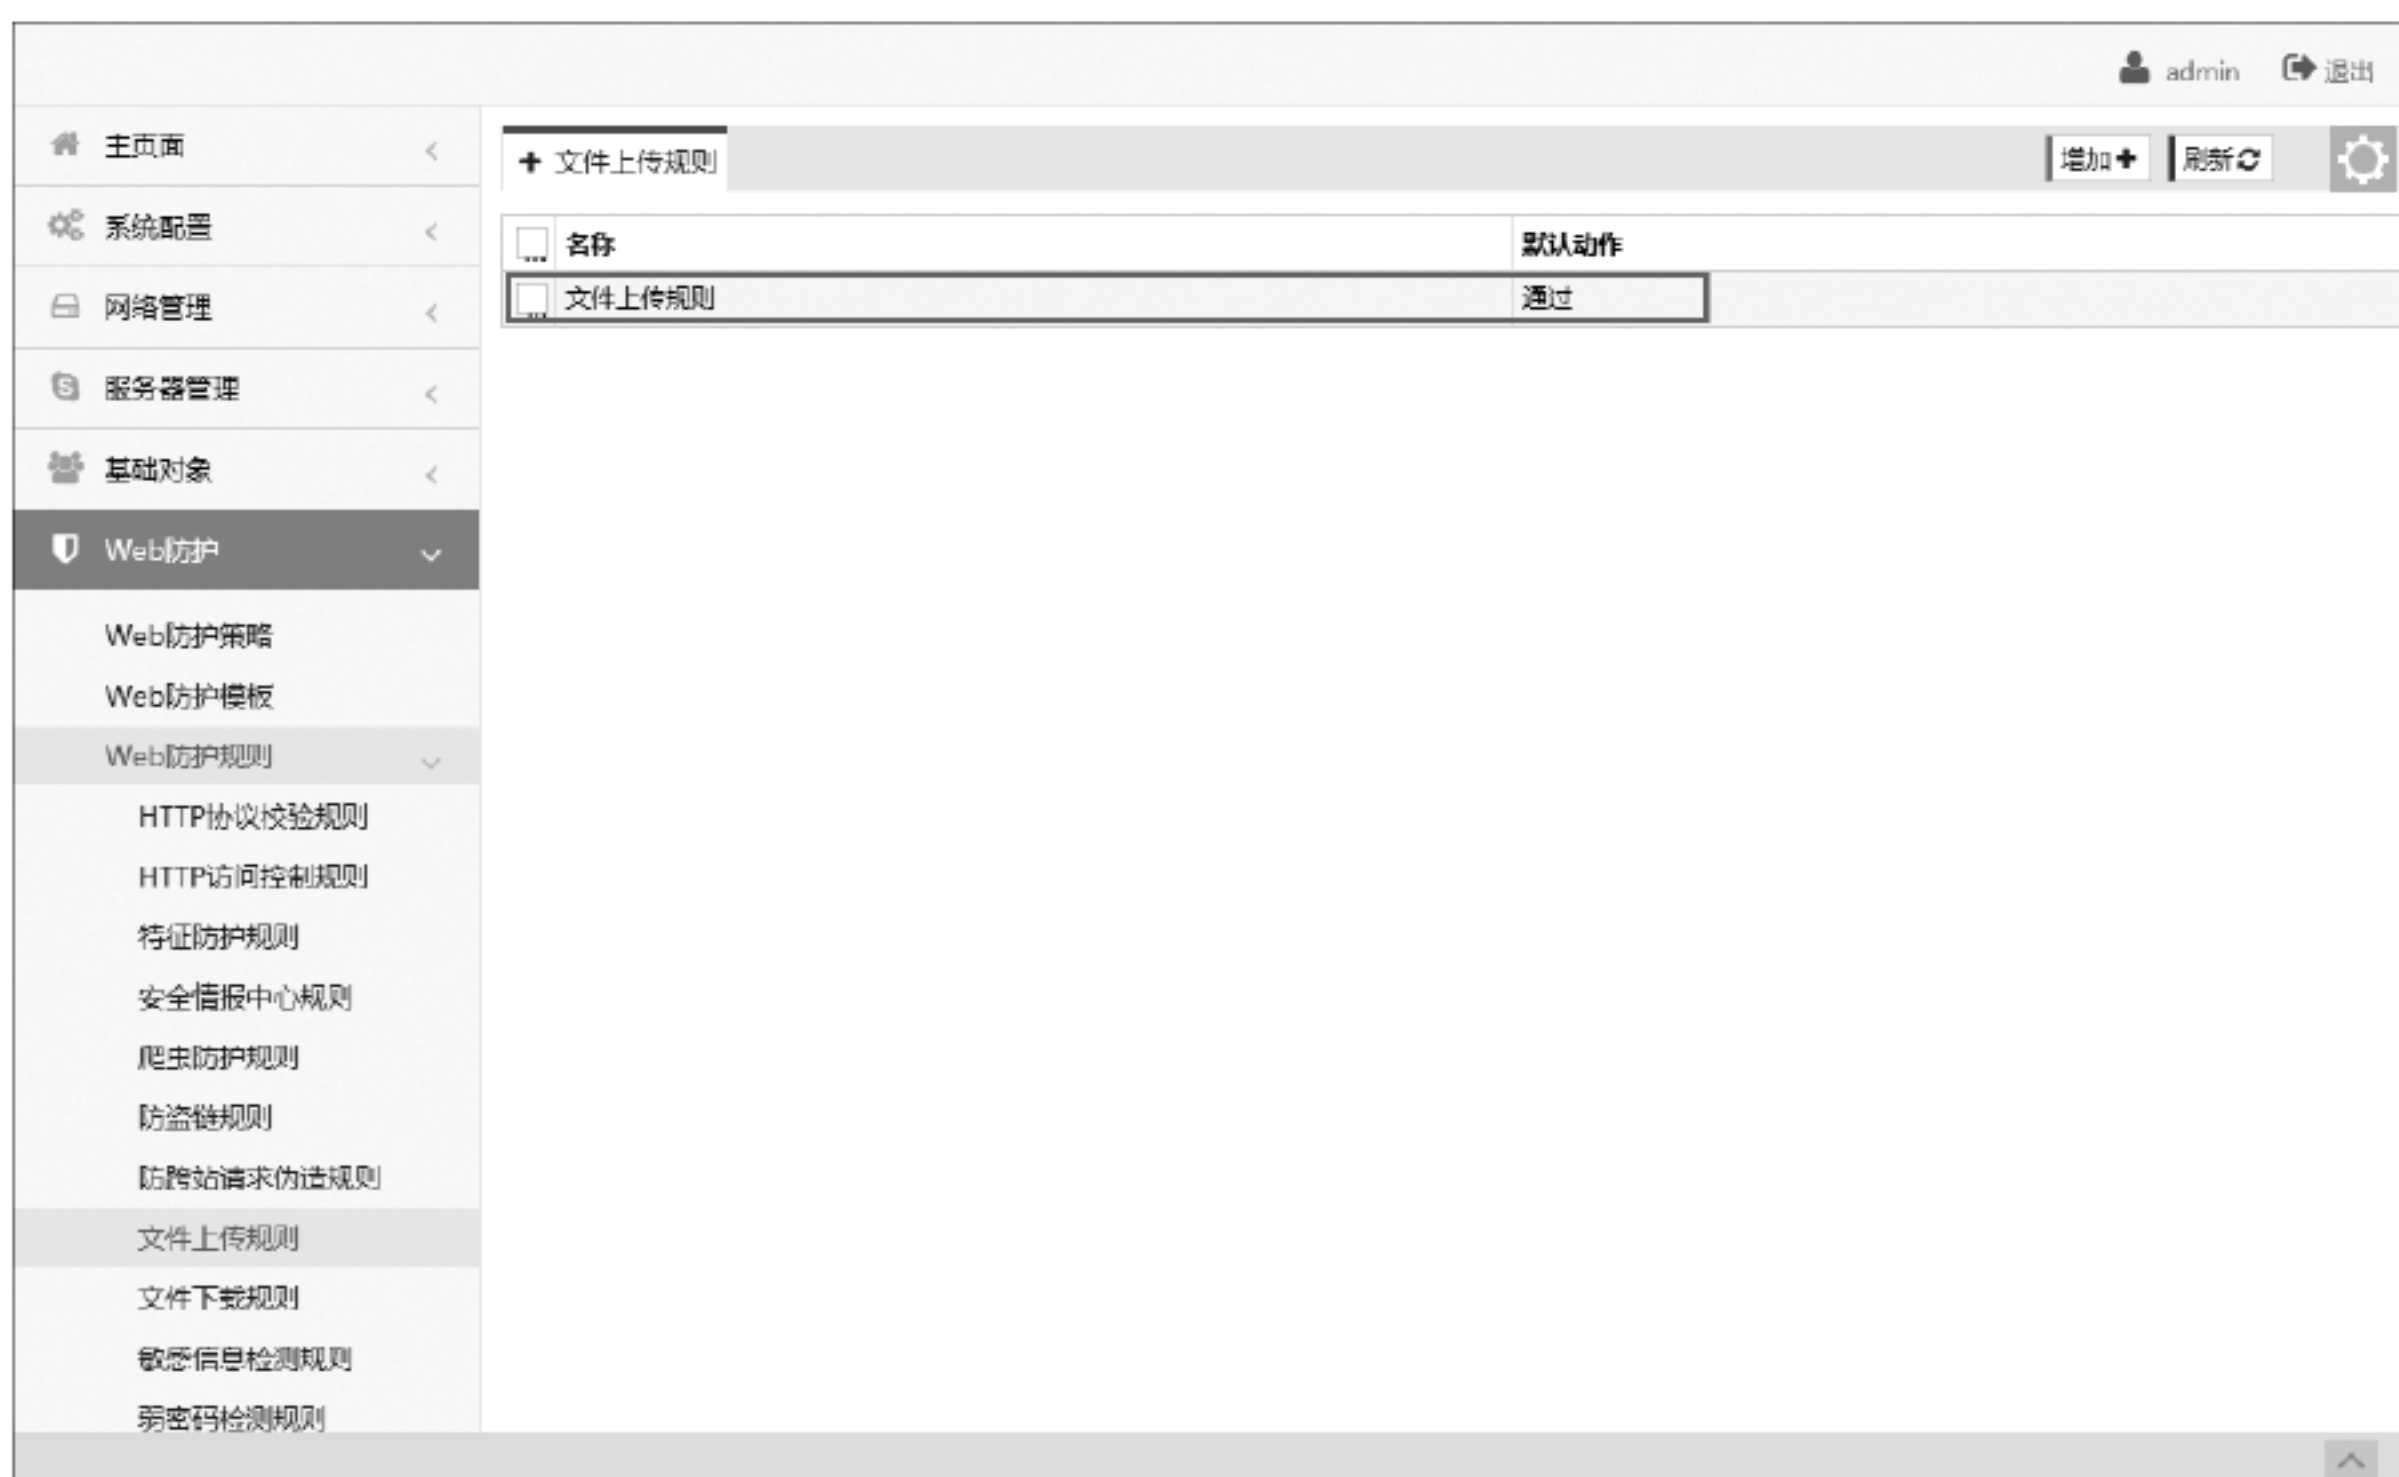 admin 退出
主页面
系统配置
网络管理
服务器管理
基础对象
Web防护
Web防护策略
Web防护模板
Web防护规则
HTTP协议校验规则
HTTP访问控制规则
特征防护规则
安全情报中心规则
爬虫防护规则
防盗链规则
防跨站请求伪造规则
文件上传规则
文件下载规则
敏感信息检测规则
弱密码检测规则
文件上传规则
增加 刷新
名称 默认动作
文件上传规则 通过